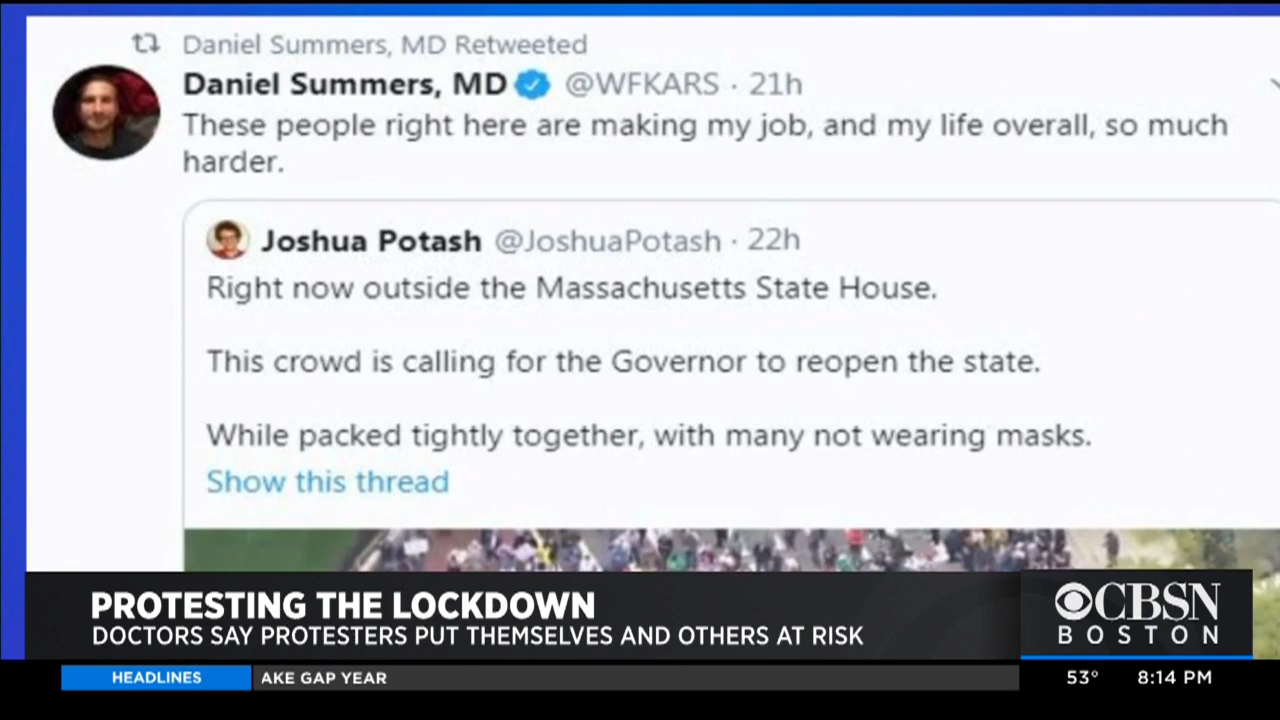 Daniel Summers, MD Retweeted
Daniel Summers, MD @WFKARS · 21h
These people right here are making my job, and my life overall, so much
harder.
Joshua Potash @JoshuaPotash · 22h
Right now outside the Massachusetts State House.
This crowd is calling for the Governor to reopen the state.
While packed tightly together, with many not wearing masks.
Show this thread
PROTESTING THE LOCKDOWN
DOCTORS SAY PROTESTERS PUT THEMSELVES AND OTHERS AT RISK
CBSN
BOSTON
HEADLINES AKE GAP YEAR 53° 8:14 PM